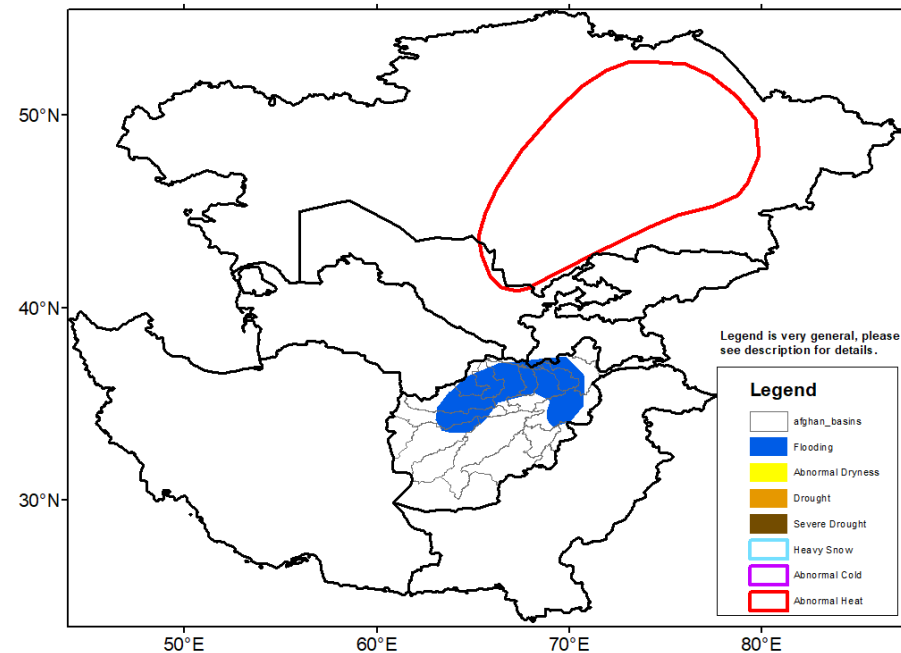 50°N
40°N
30°N
Legend is very general, please
see description for details.
Legend
afghan_basins
Flooding
Abnormal Dryness
Drought
Severe Drought
Heavy Snow
Abnormal Cold
Abnormal Heat
50°E
60°E
70°E
80°E